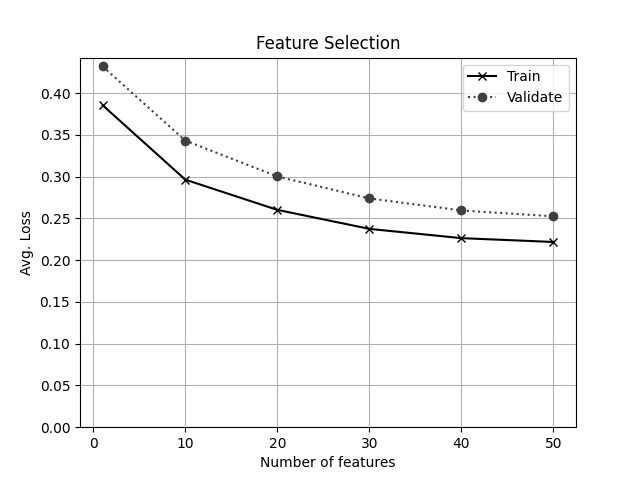 Feature Selection
Train
Validate
Avg. Loss
0.40
0.35
0.30
0.25
0.20
0.15
0.10
0.05
0.00
0 10 20 30 40 50
Number of features